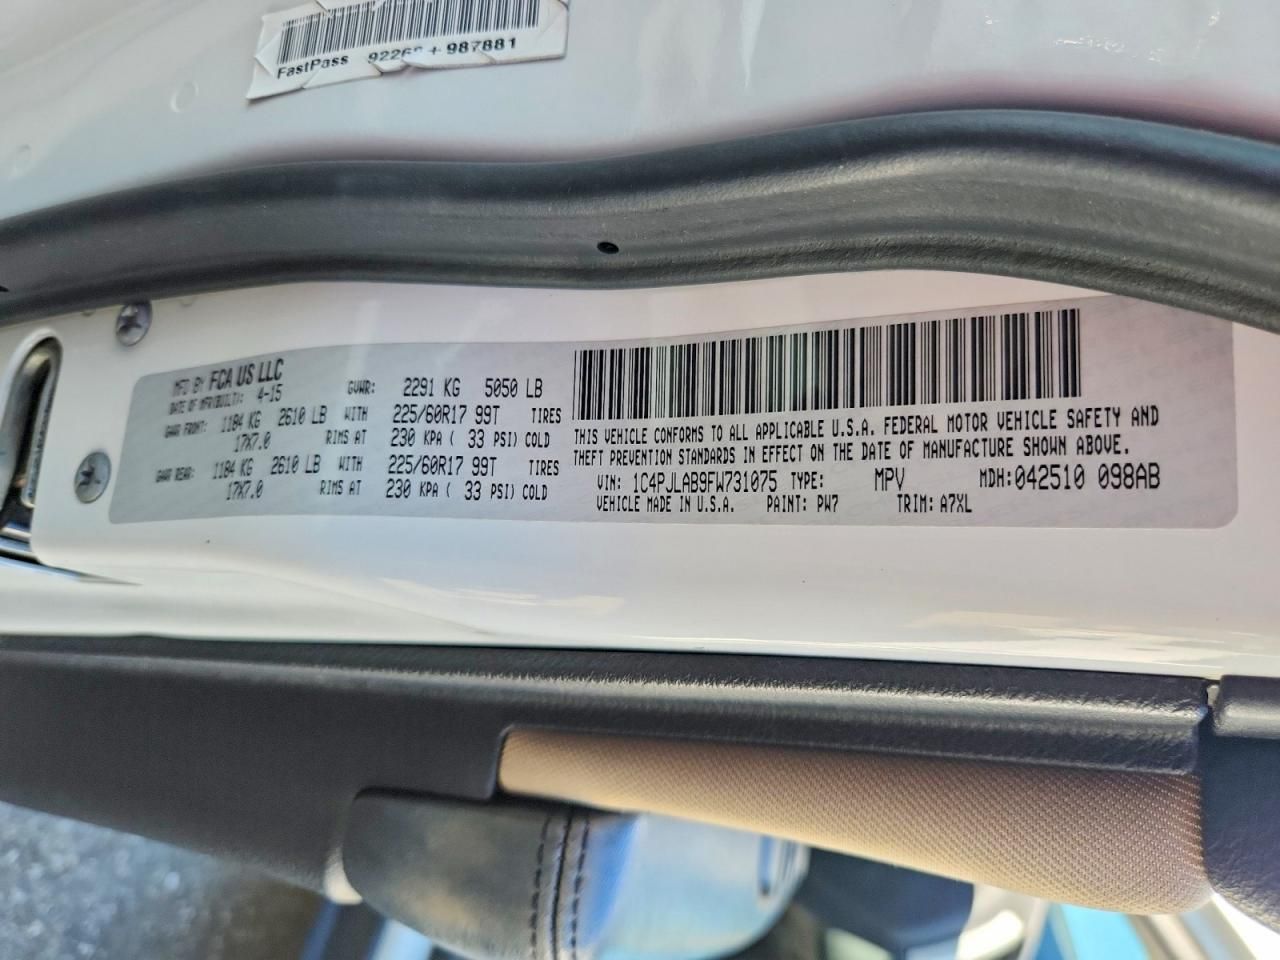 FastPass 9226 + 987881
MFD BY FCA US LLC
DATE OF MFR(BUILT): 4-15 GVWR: 2291 KG 5050 LB
GAWR FRONT: 1184 KG 2610 LB WITH 225/60R17 99T TIRES
17X7.0 RIMS AT 230 KPA ( 33 PSI) COLD
GAWR REAR: 1184 KG 2610 LB WITH 225/60R17 99T TIRES
17X7.0 RIMS AT 230 KPA ( 33 PSI) COLD
THIS VEHICLE CONFORMS TO ALL APPLICABLE U.S.A. FEDERAL MOTOR VEHICLE SAFETY AND
THEFT PREVENTION STANDARDS IN EFFECT ON THE DATE OF MANUFACTURE SHOWN ABOVE.
VIN: 1C4PJLAB9FW731075 TYPE: MPV MDH:042510 098AB
VEHICLE MADE IN U.S.A. PAINT: PW7 TRIM: A7XL